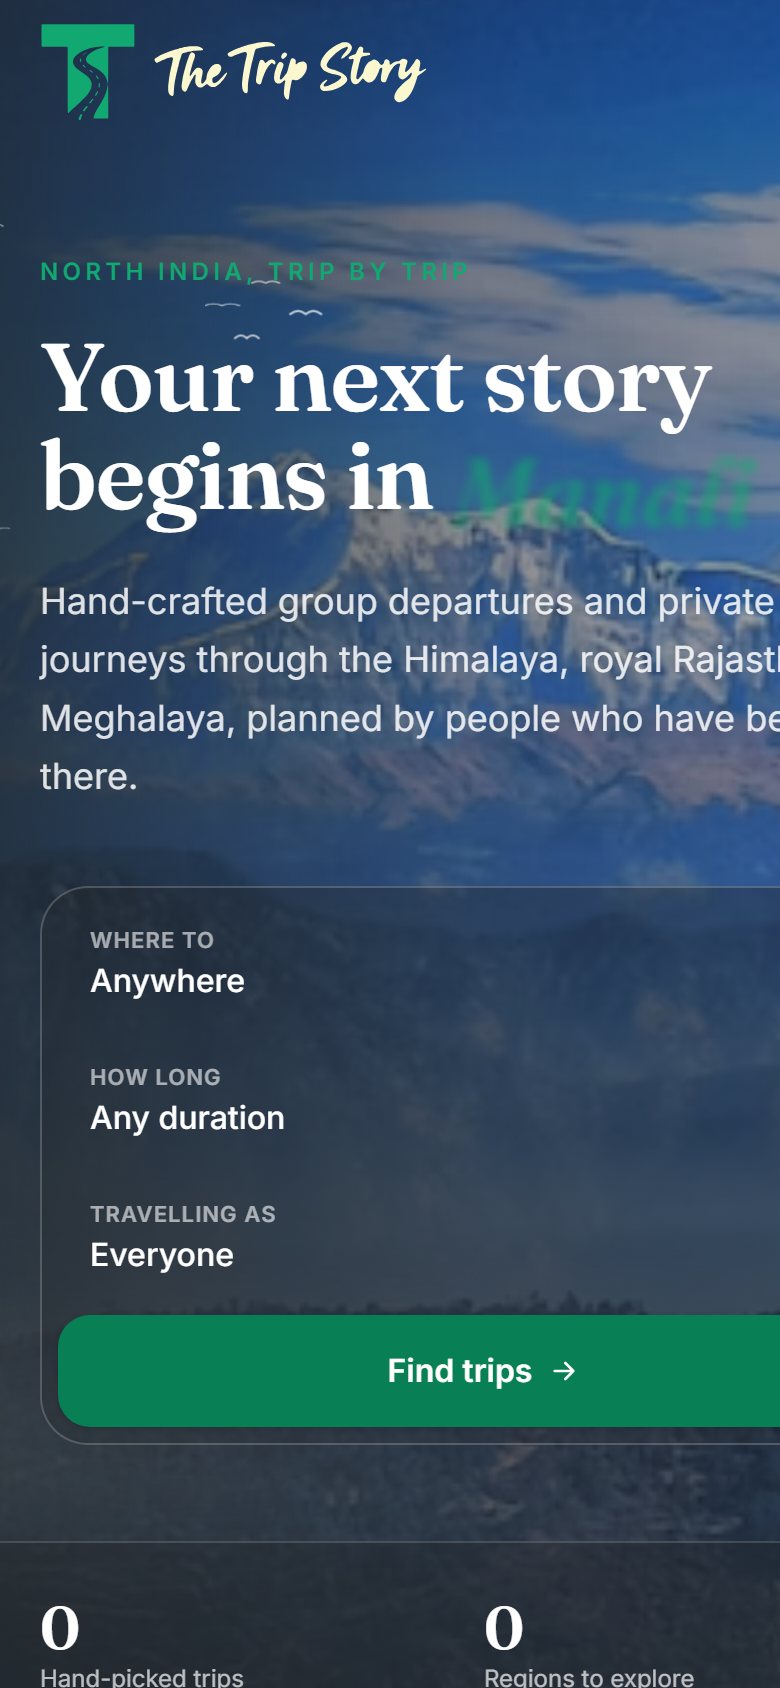 The Trip Story
NORTH INDIA, TRIP BY TRIP
Your next story
begins in Manali
Hand-crafted group departures and private
journeys through the Himalaya, royal
Meghalaya, planned by people who have
there.
WHERE TO
Anywhere
HOW LONG
Any duration
TRAVELLING AS
Everyone
Find trips →
0
Hand-picked trips
0
Regions to explore